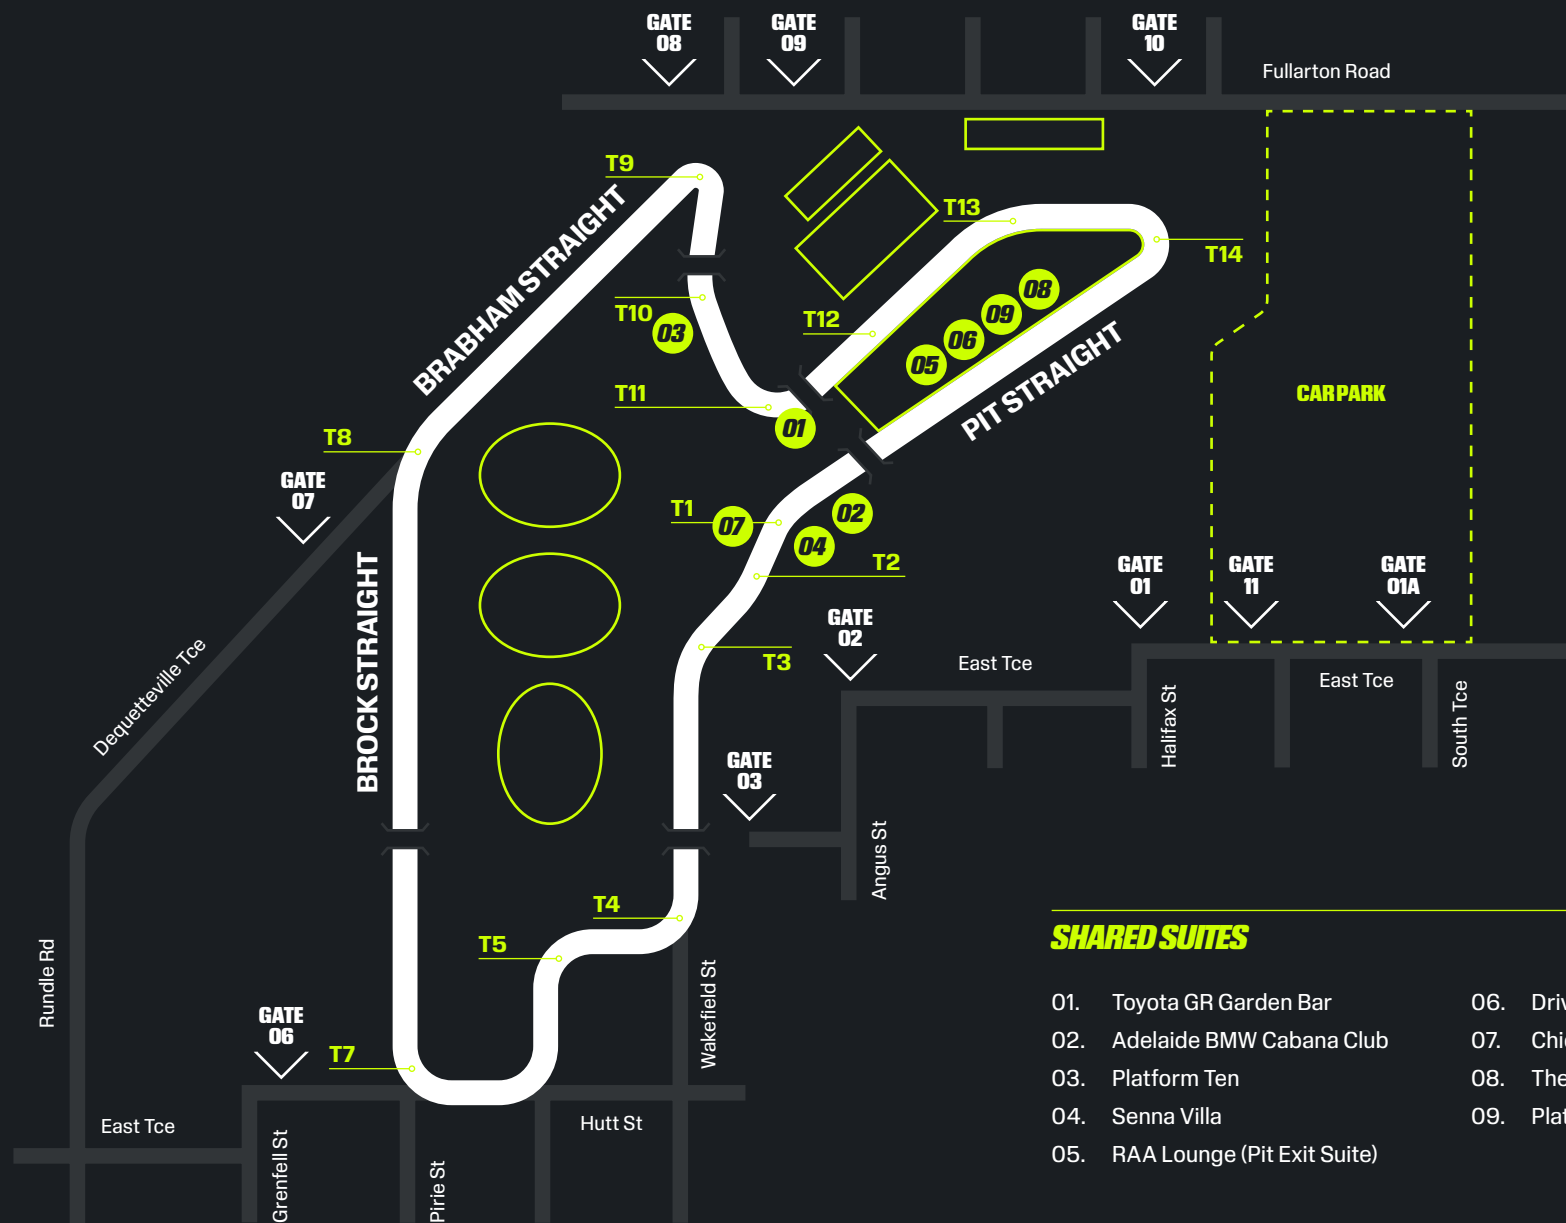 GATE
08
GATE
09
GATE
10
Fullarton Road
T9
BRABHAM STRAIGHT
T13
T14
T10
03
T12
08
09
06
05
PIT STRAIGHT
T11
01
CAR PARK
T8
GATE
07
T1
07
02
04
T2
BROCK STRAIGHT
GATE
01
GATE
11
GATE
01A
GATE
02
T3
East Tce
East Tce
Dequetteville Tce
Halifax St
South Tce
GATE
03
Angus St
T4
T5
Rundle Rd
Wakefield St
GATE
06
T7
East Tce
Hutt St
Grenfell St
Pirie St
SHARED SUITES
01. Toyota GR Garden Bar
02. Adelaide BMW Cabana Club
03. Platform Ten
04. Senna Villa
05. RAA Lounge (Pit Exit Suite)
06.
07.
08. The
09.